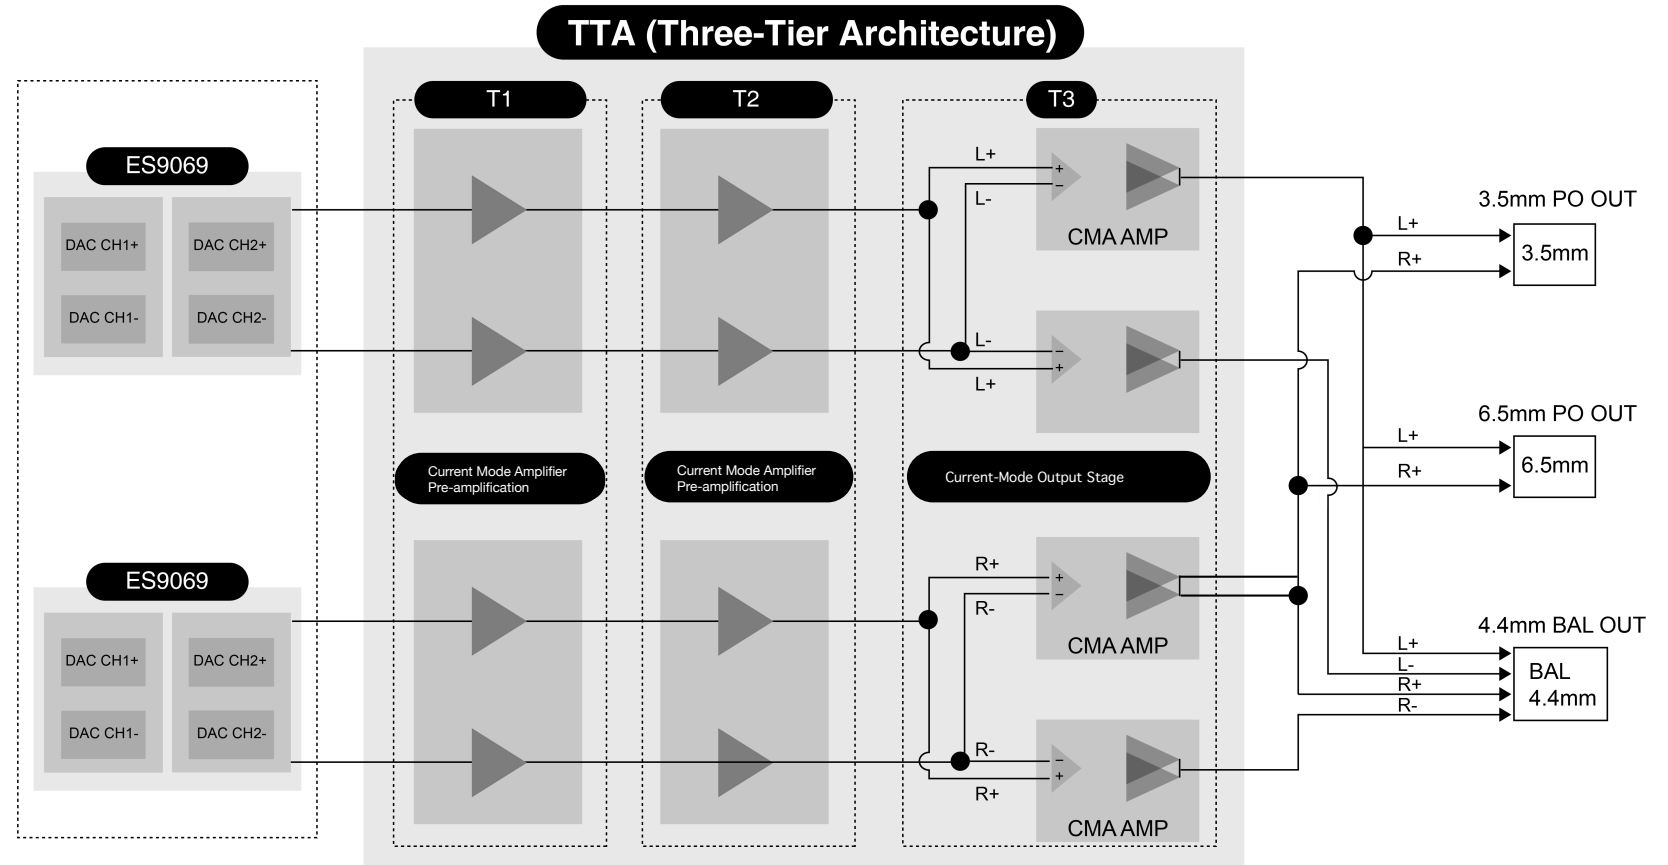 TTA (Three-Tier Architecture)
T1
T2
T3
ES9069
DAC CH1+
DAC CH2+
DAC CH1-
DAC CH2-
L+
+
−
L-
CMA AMP
L-
−
+
L+
Current Mode Amplifier
Pre-amplification
Current Mode Amplifier
Pre-amplification
Current-Mode Output Stage
ES9069
DAC CH1+
DAC CH2+
DAC CH1-
DAC CH2-
R+
+
−
R-
CMA AMP
R-
−
+
R+
CMA AMP
3.5mm PO OUT
L+
R+
3.5mm
6.5mm PO OUT
L+
R+
6.5mm
4.4mm BAL OUT
L+
L-
R+
R-
BAL
4.4mm